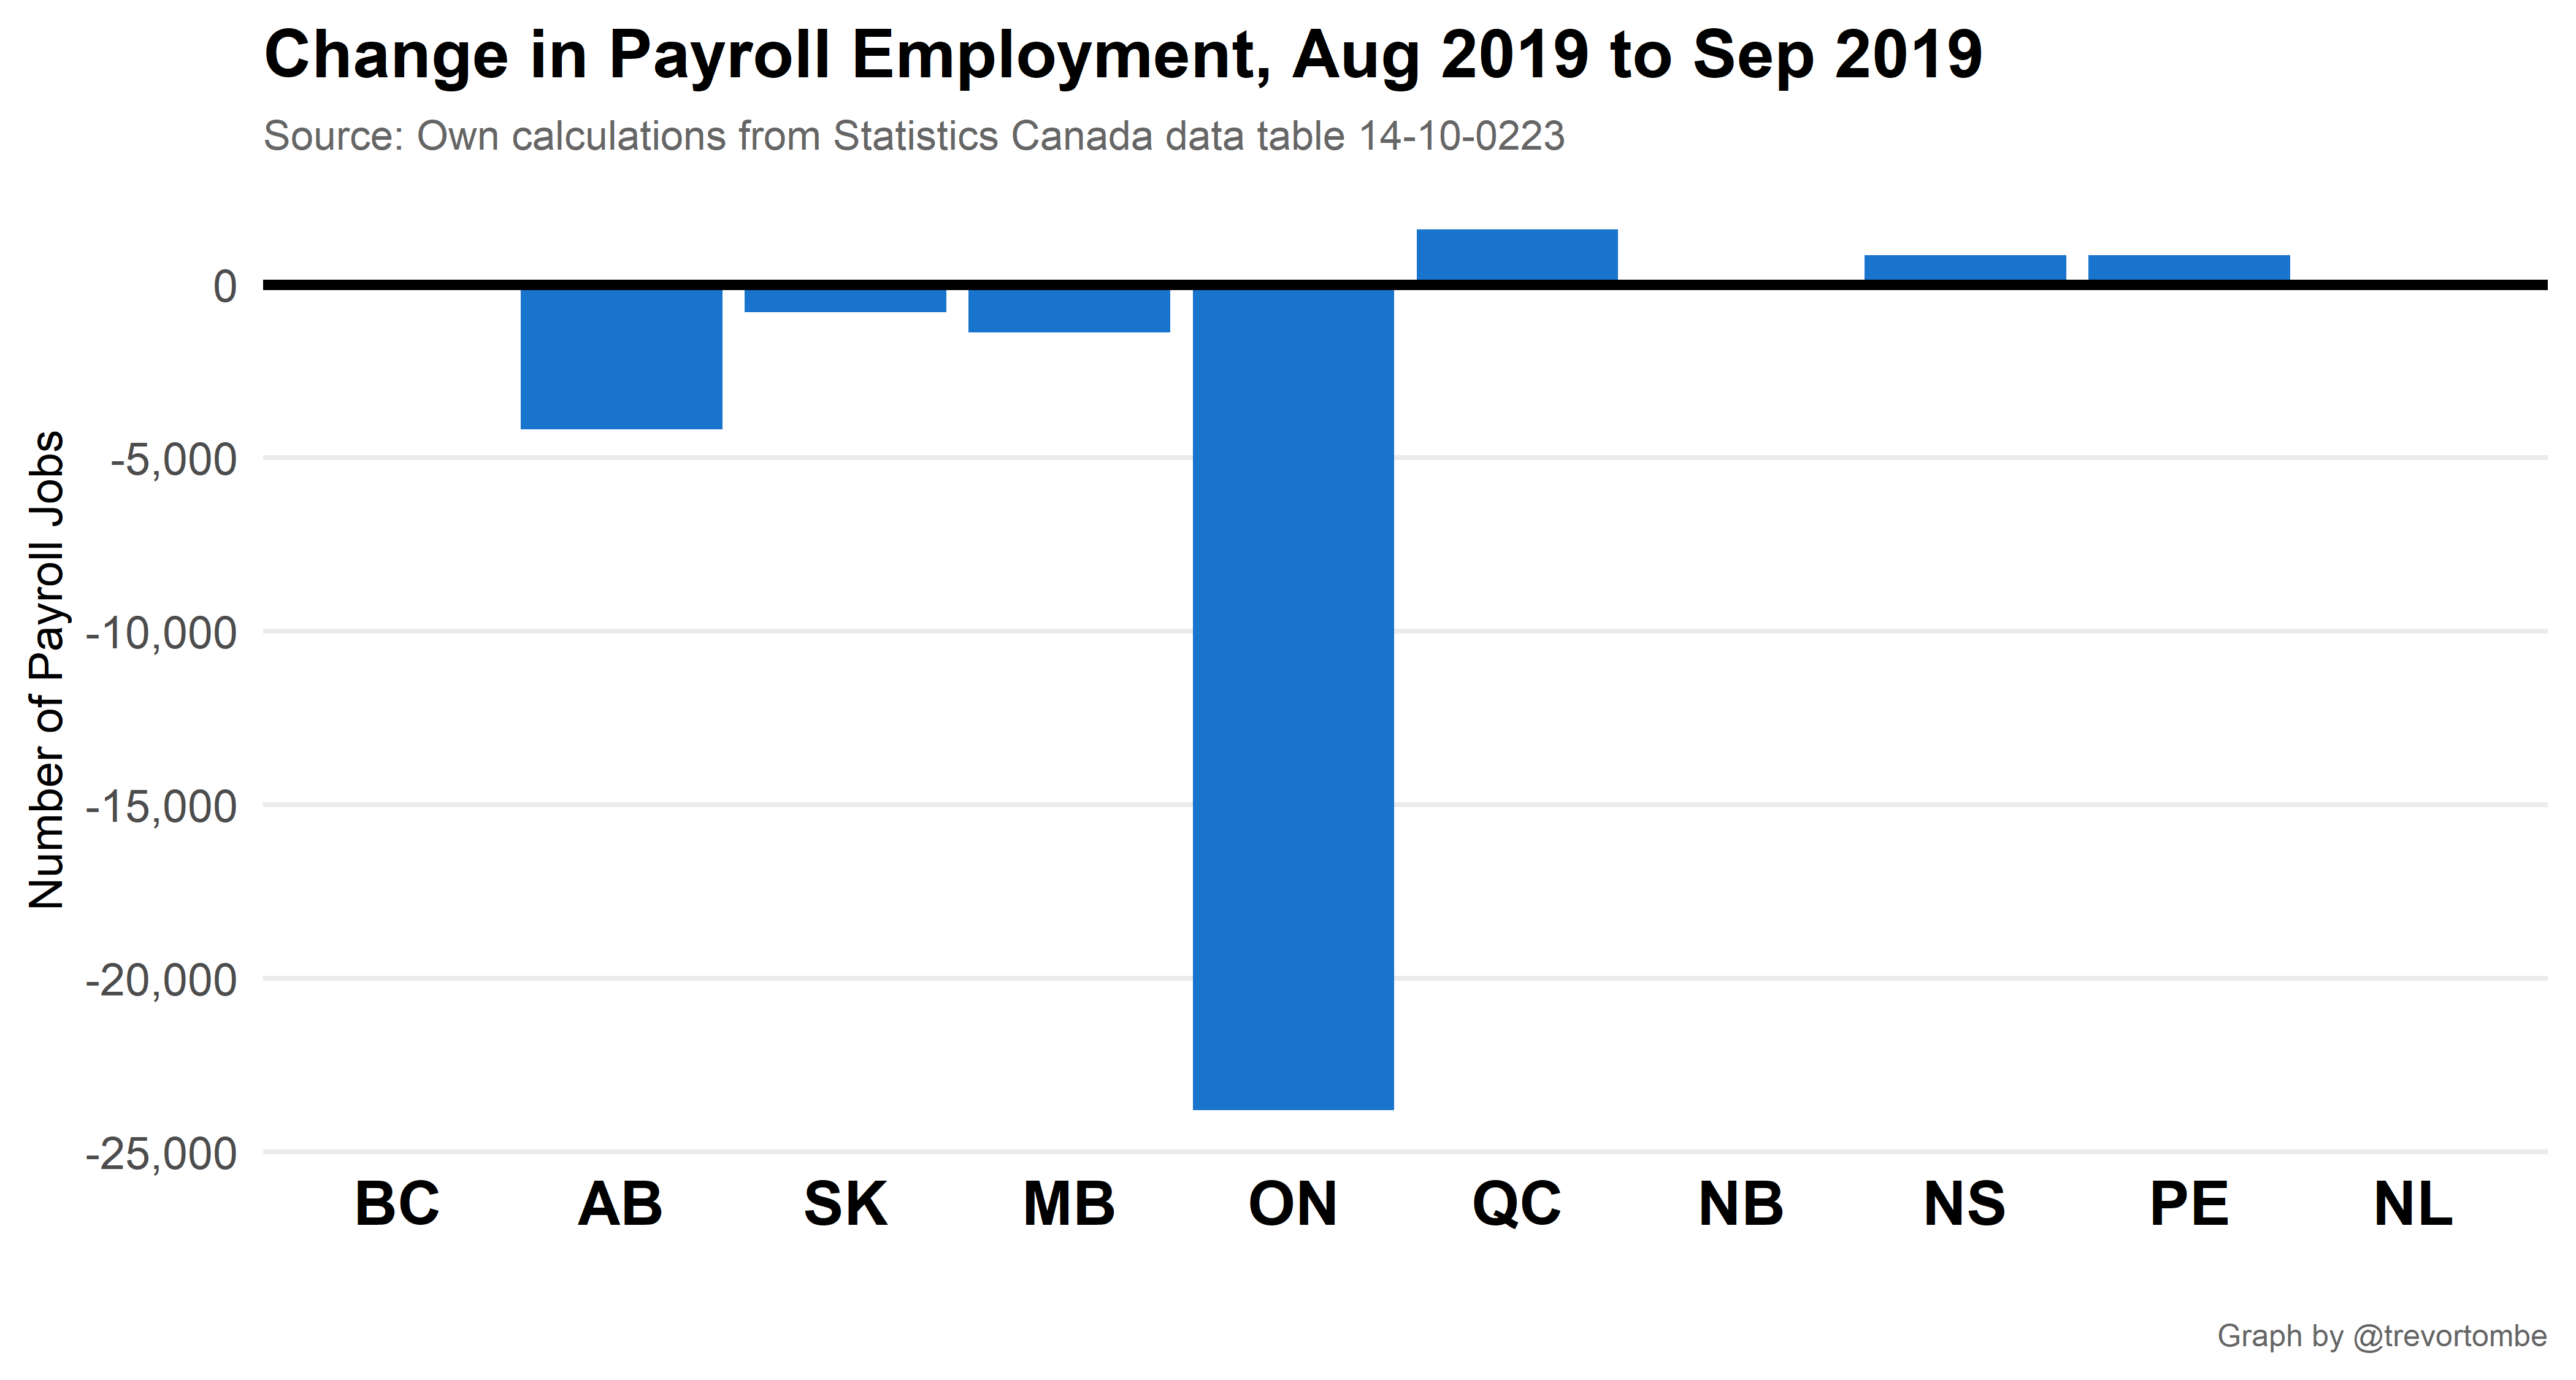 Change in Payroll Employment, Aug 2019 to Sep 2019
Source: Own calculations from Statistics Canada data table 14-10-0223
Number of Payroll Jobs
0
-5,000
-10,000
-15,000
-20,000
-25,000
BC AB SK MB ON QC NB NS PE NL
Graph by @trevortombe